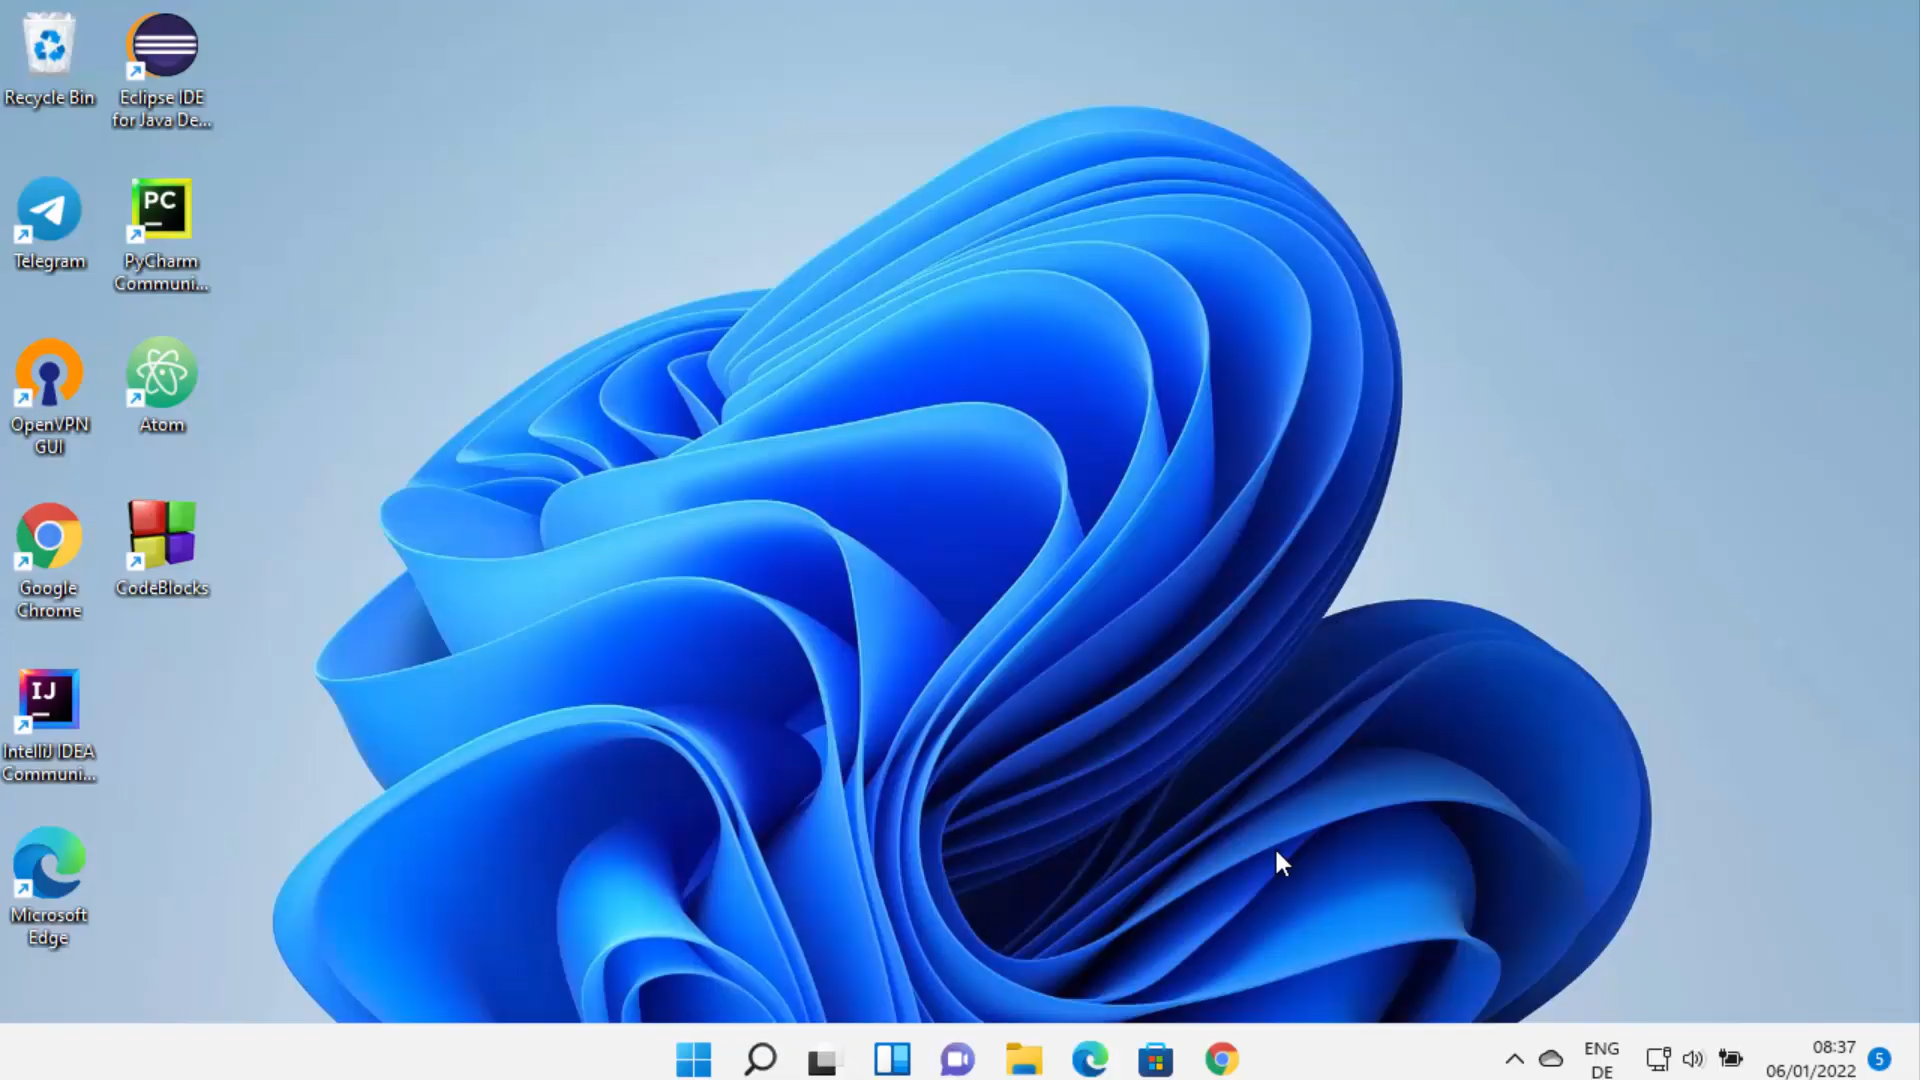 Recycle Bin
Eclipse IDE
for Java De...
Telegram
PC
PyCharm
Communi...
OpenVPN
GUI
Atom
Google
Chrome
CodeBlocks
IJ
IntelliJ IDEA
Communi...
Microsoft
Edge
ENG
DE
08:37
06/01/2022
5